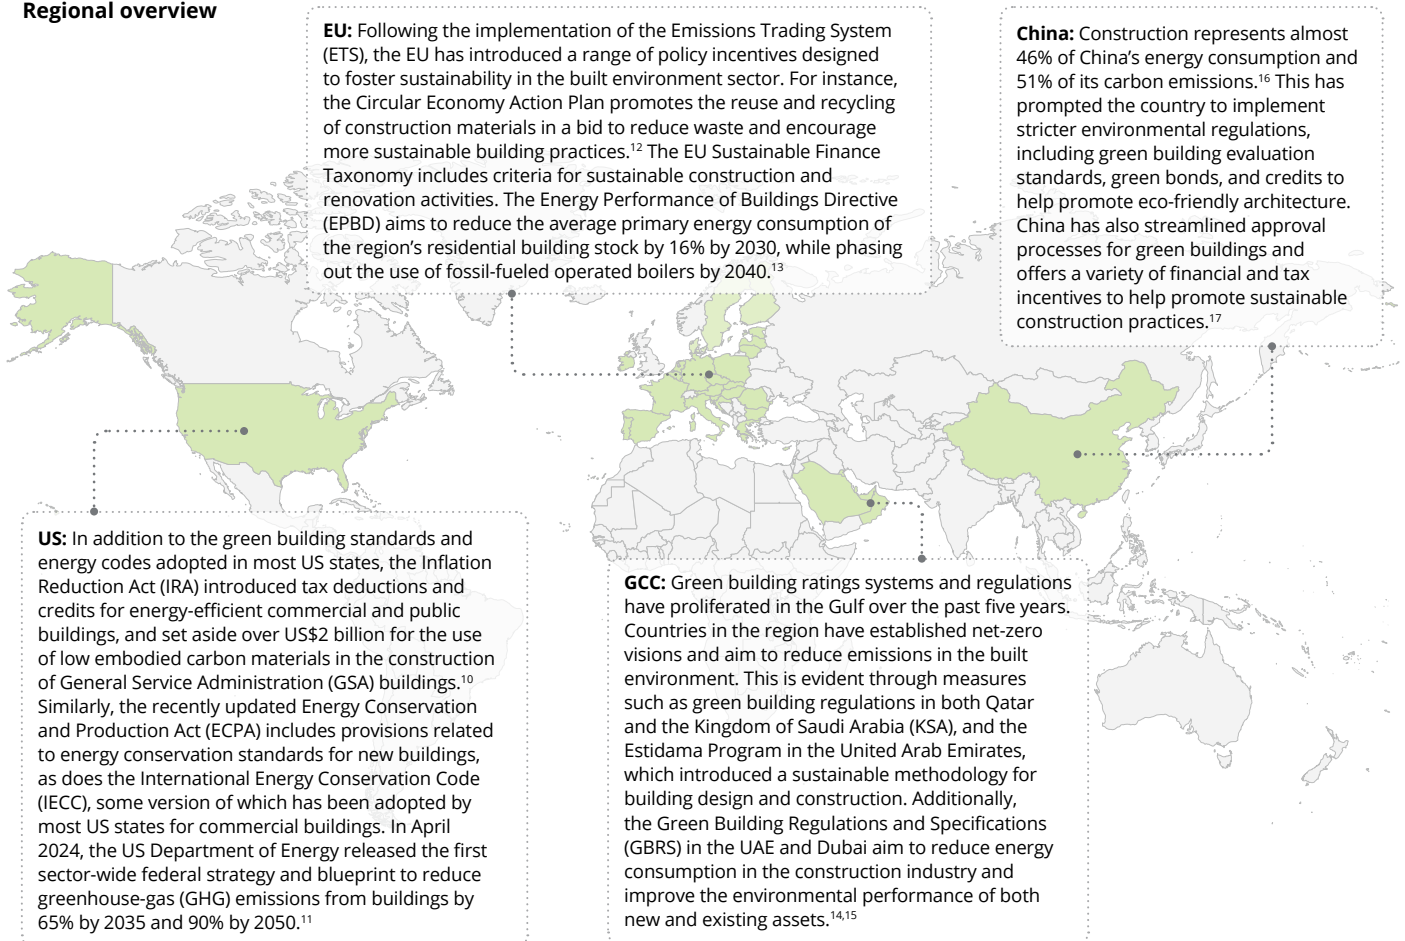 Regional overview
EU: Following the implementation of the Emissions Trading System
(ETS), the EU has introduced a range of policy incentives designed
to foster sustainability in the built environment sector. For instance,
the Circular Economy Action Plan promotes the reuse and recycling
of construction materials in a bid to reduce waste and encourage
more sustainable building practices.12 The EU Sustainable Finance
Taxonomy includes criteria for sustainable construction and
renovation activities. The Energy Performance of Buildings Directive
(EPBD) aims to reduce the average primary energy consumption of
the region’s residential building stock by 16% by 2030, while phasing
out the use of fossil-fueled operated boilers by 2040.13
China: Construction represents almost
46% of China’s energy consumption and
51% of its carbon emissions.16 This has
prompted the country to implement
stricter environmental regulations,
including green building evaluation
standards, green bonds, and credits to
help promote eco-friendly architecture.
China has also streamlined approval
processes for green buildings and
offers a variety of financial and tax
incentives to help promote sustainable
construction practices.17
US: In addition to the green building standards and
energy codes adopted in most US states, the Inflation
Reduction Act (IRA) introduced tax deductions and
credits for energy-efficient commercial and public
buildings, and set aside over US$2 billion for the use
of low embodied carbon materials in the construction
of General Service Administration (GSA) buildings.10
Similarly, the recently updated Energy Conservation
and Production Act (ECPA) includes provisions related
to energy conservation standards for new buildings,
as does the International Energy Conservation Code
(IECC), some version of which has been adopted by
most US states for commercial buildings. In April
2024, the US Department of Energy released the first
sector-wide federal strategy and blueprint to reduce
greenhouse-gas (GHG) emissions from buildings by
65% by 2035 and 90% by 2050.11
GCC: Green building ratings systems and regulations
have proliferated in the Gulf over the past five years.
Countries in the region have established net-zero
visions and aim to reduce emissions in the built
environment. This is evident through measures
such as green building regulations in both Qatar
and the Kingdom of Saudi Arabia (KSA), and the
Estidama Program in the United Arab Emirates,
which introduced a sustainable methodology for
building design and construction. Additionally,
the Green Building Regulations and Specifications
(GBRS) in the UAE and Dubai aim to reduce energy
consumption in the construction industry and
improve the environmental performance of both
new and existing assets.14,15